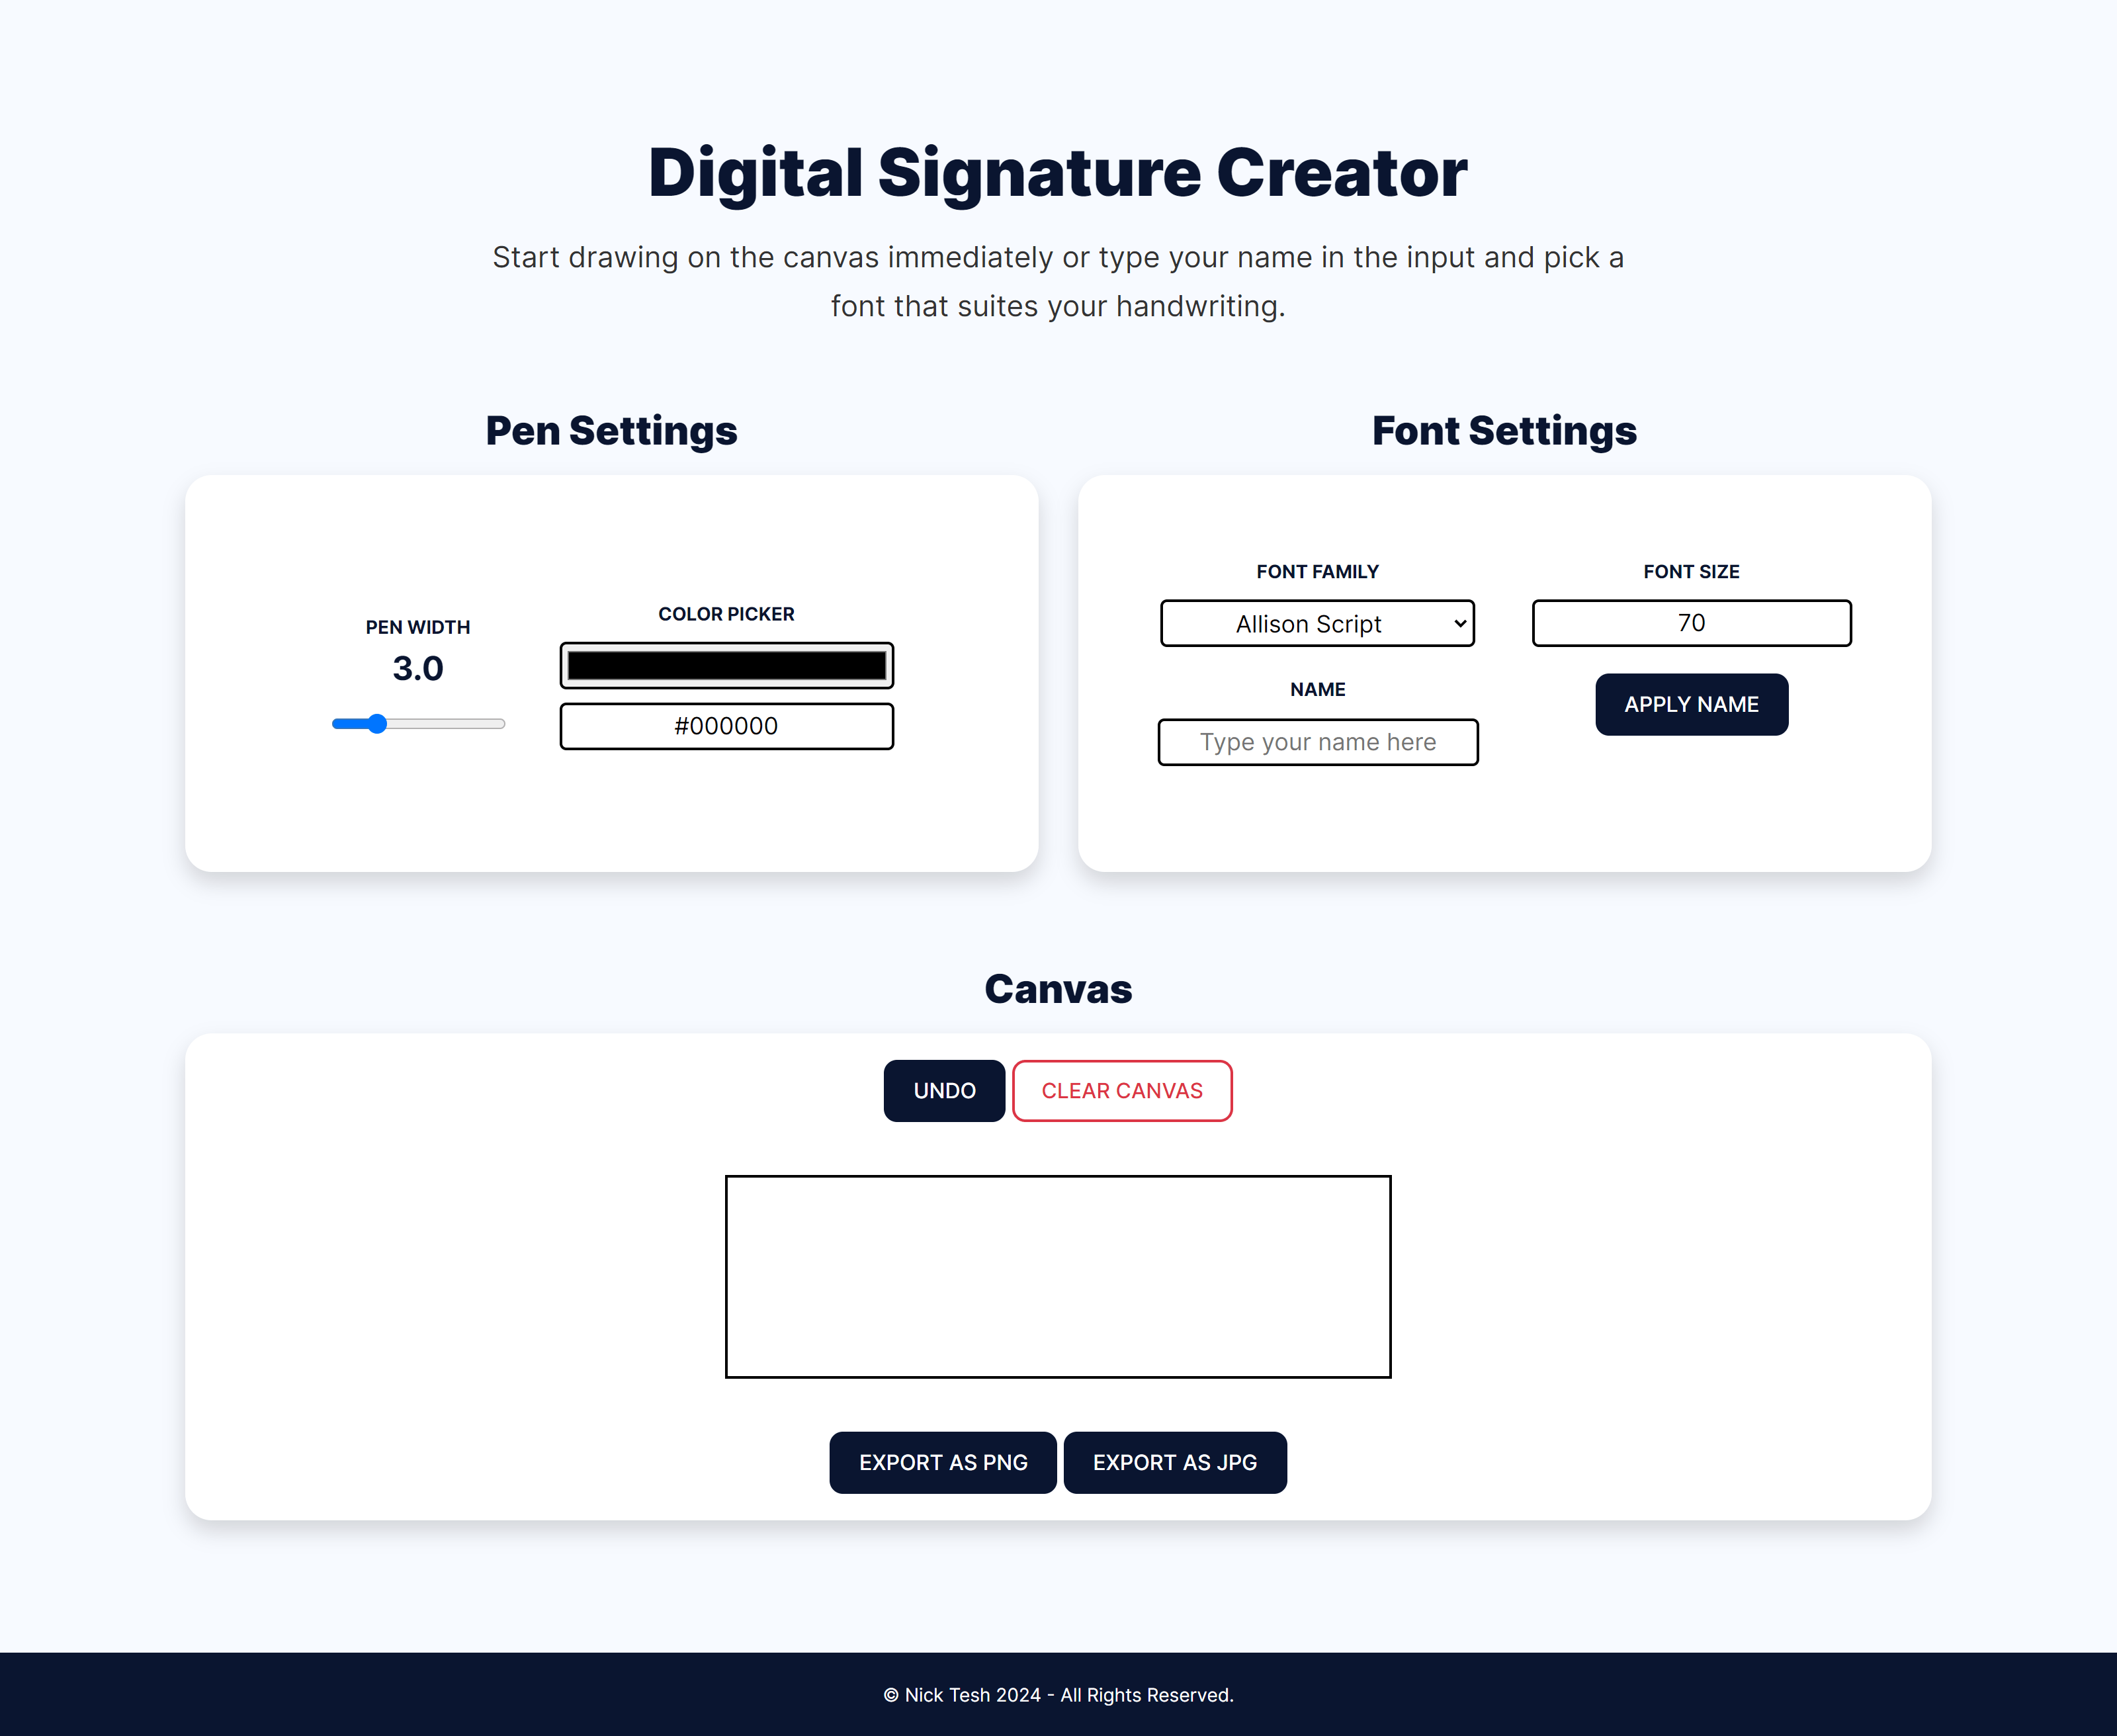 Digital Signature Creator
Start drawing on the canvas immediately or type your name in the input and pick a
font that suites your handwriting.
Pen Settings
PEN WIDTH
3.0
COLOR PICKER
#000000
Font Settings
FONT FAMILY
Allison Script
FONT SIZE
70
NAME
Type your name here
APPLY NAME
Canvas
UNDO
CLEAR CANVAS
EXPORT AS PNG
EXPORT AS JPG
© Nick Tesh 2024 - All Rights Reserved.